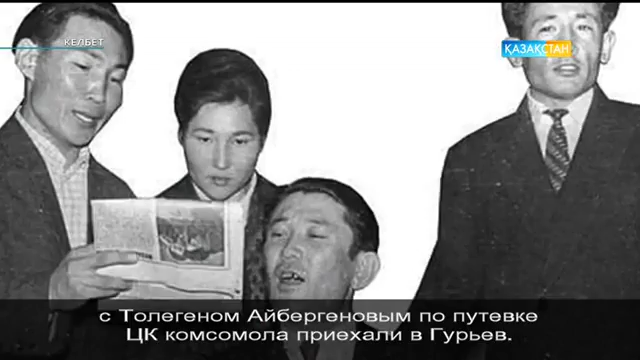 КЕЛБЕТ
ҚАЗАҚСТАН
с Толегеном Айбергеновым по путевке
ЦК комсомола приехали в Гурьев.